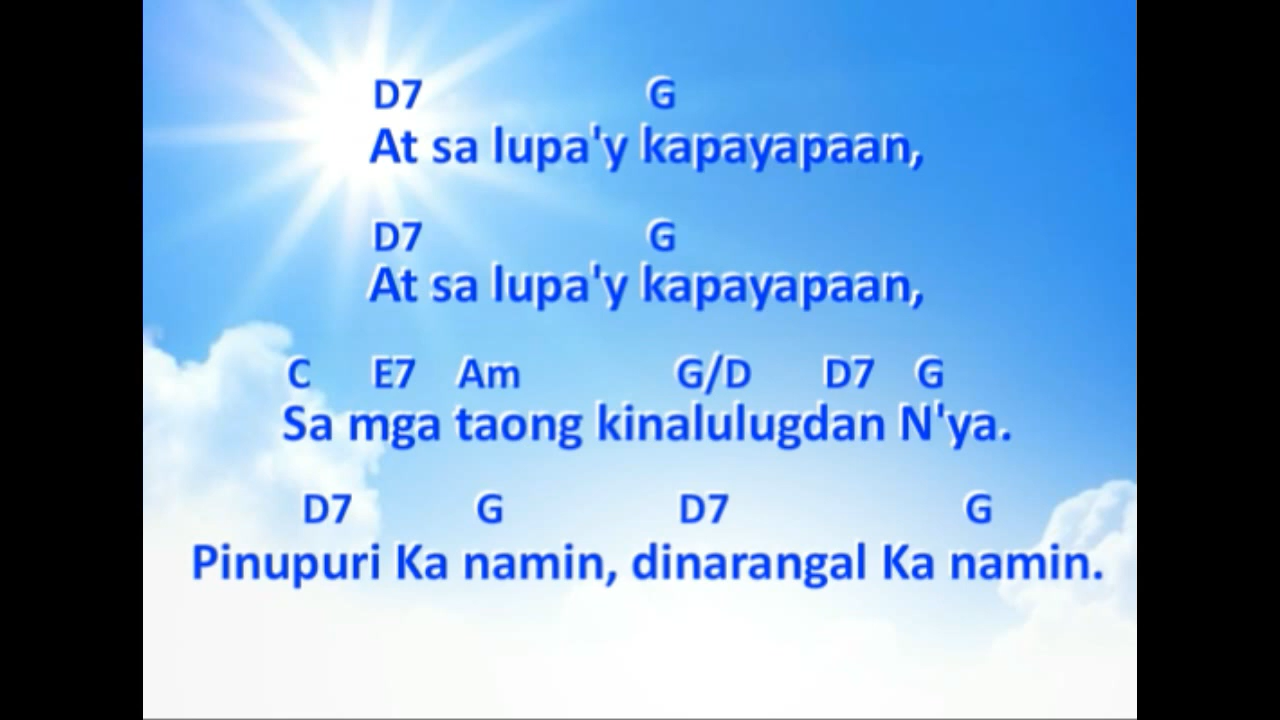 D7 G
At sa lupa'y kapayapaan,
D7 G
At sa lupa'y kapayapaan,
C E7 Am G/D D7 G
Sa mga taong kinalulugdan N'ya.
D7 G D7 G
Pinupuri Ka namin, dinarangal Ka namin.